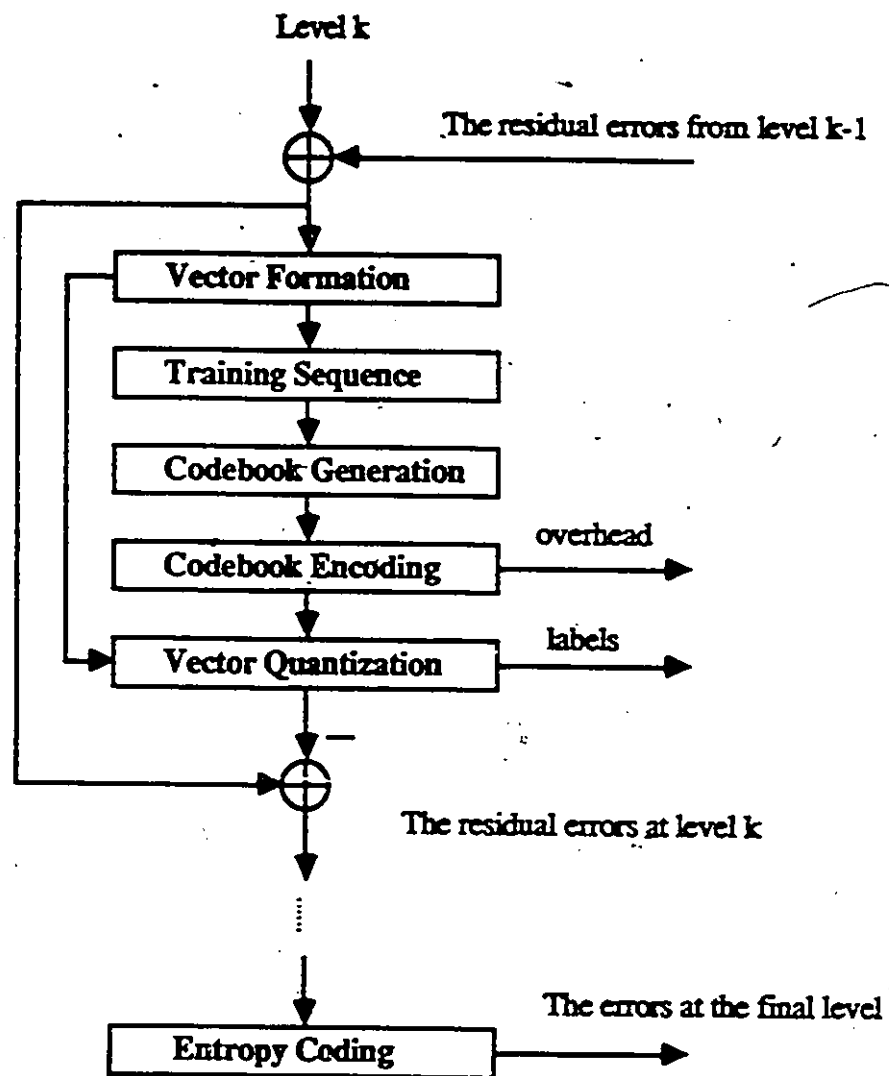 Level k
The residual errors from level k-1
Vector Formation
Training Sequence
Codebook Generation
Codebook Encoding
overhead
Vector Quantization
labels
—
The residual errors at level k
......
The errors at the final level
Entropy Coding